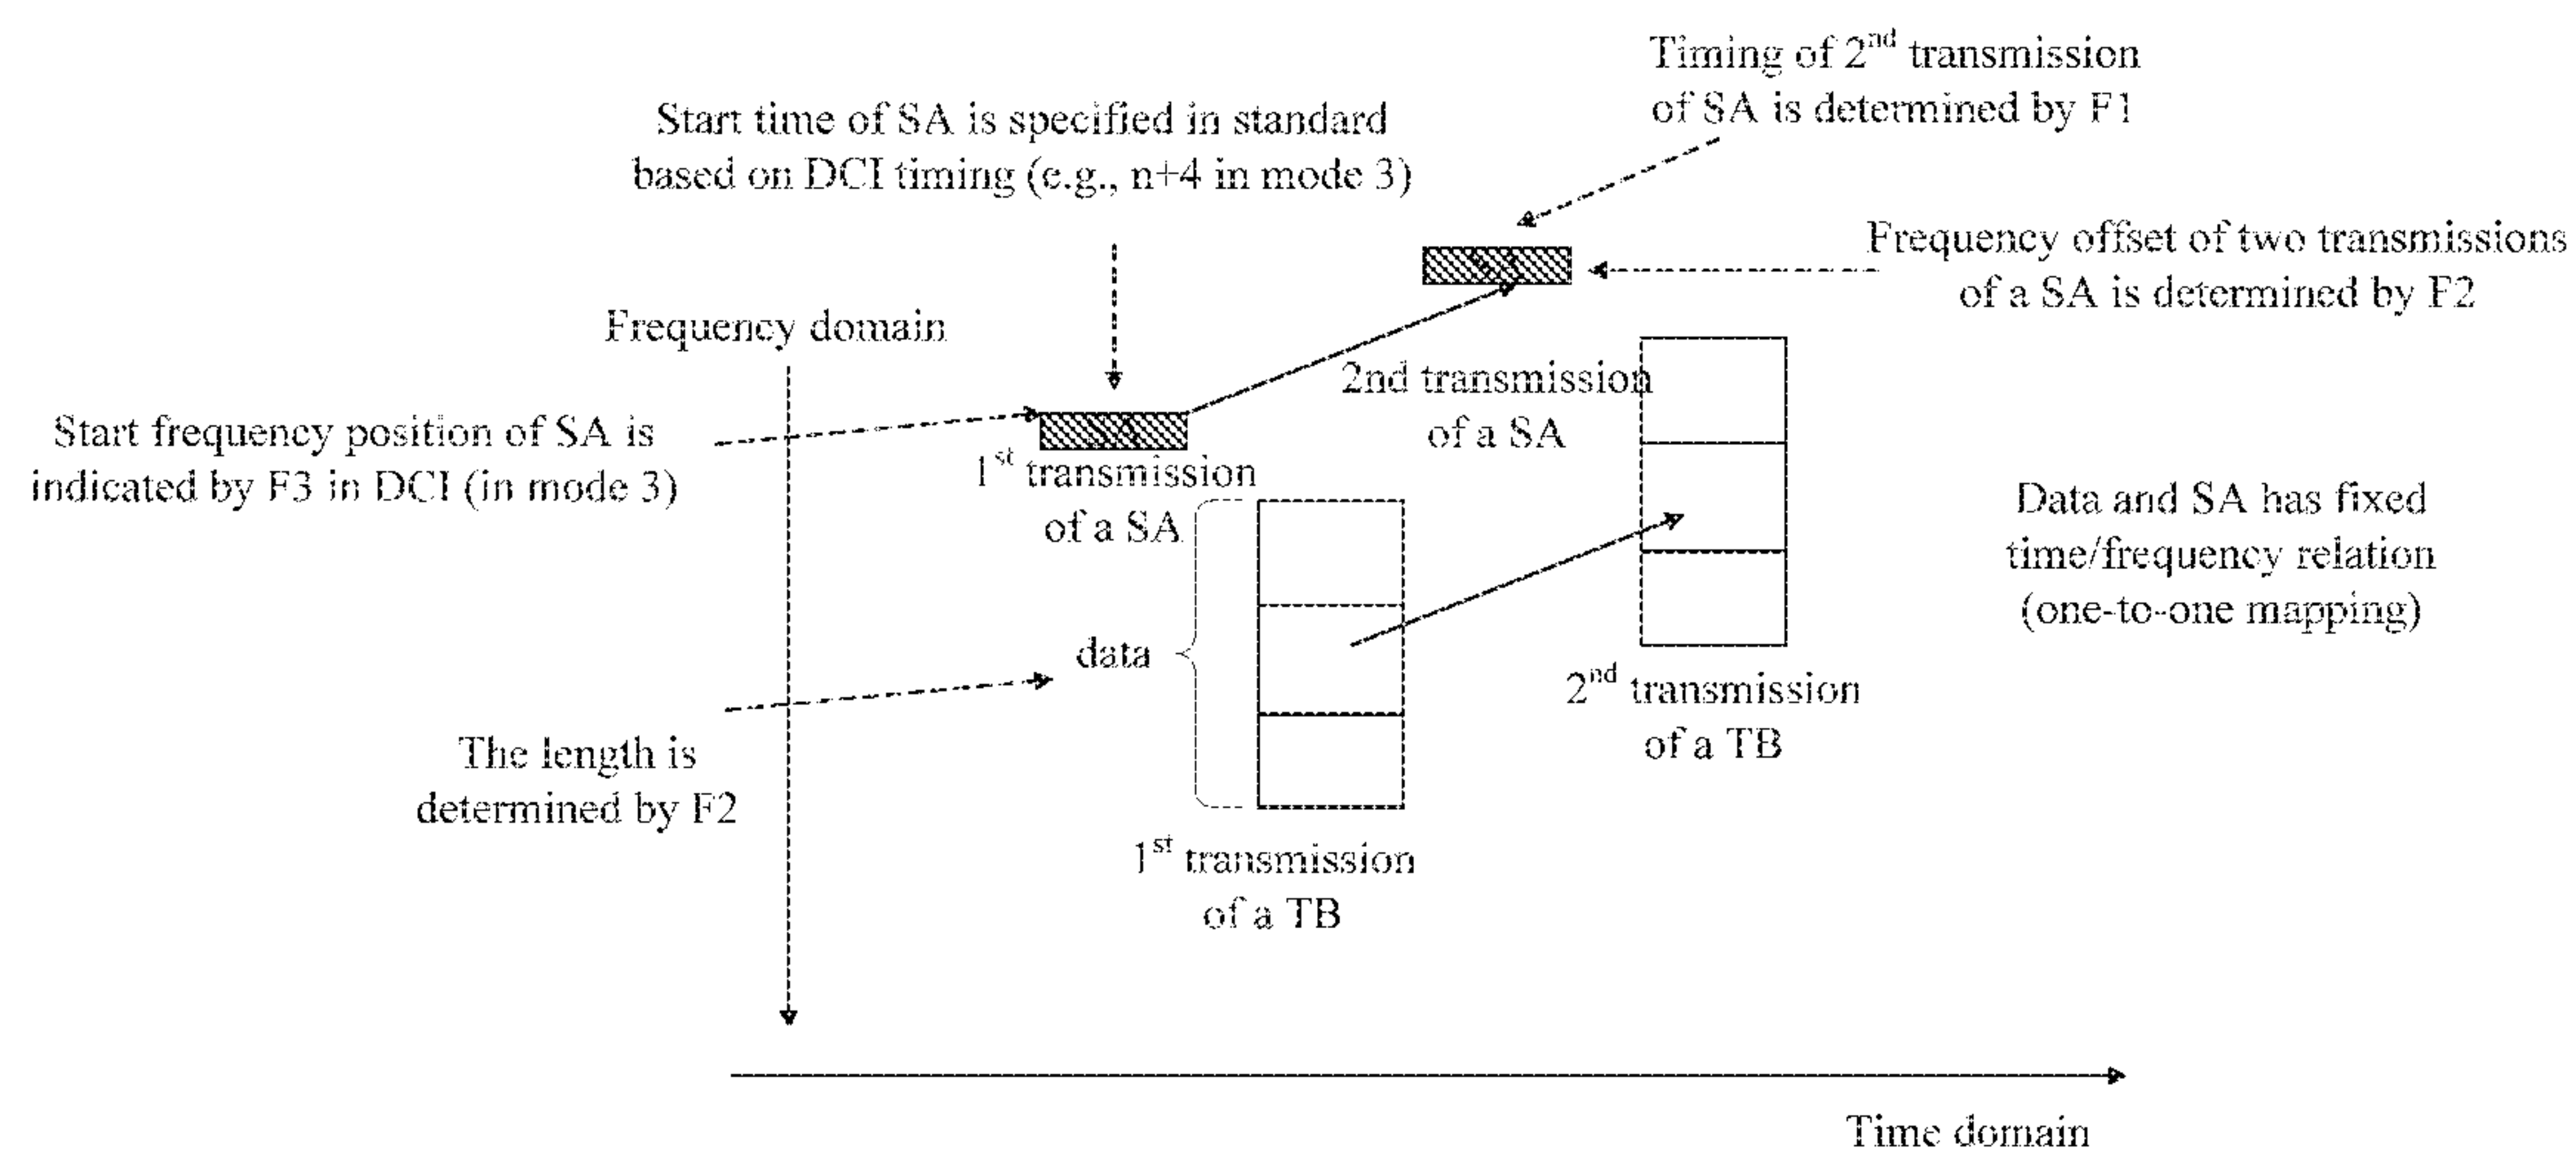 Timing of 2nd transmission
of SA is determined by F1
Start time of SA is specified in standard
based on DCI timing (e.g., n+4 in mode 3)
Frequency offset of two transmissions
of a SA is determined by F2
Frequency domain
2nd transmission
of a SA
Start frequency position of SA is
indicated by F3 in DCI (in mode 3)
1st transmission
of a SA
Data and SA has fixed
time/frequency relation
(one-to-one mapping)
data
2nd transmission
of a TB
The length is
determined by F2
1st transmission
of a TB
Time domain